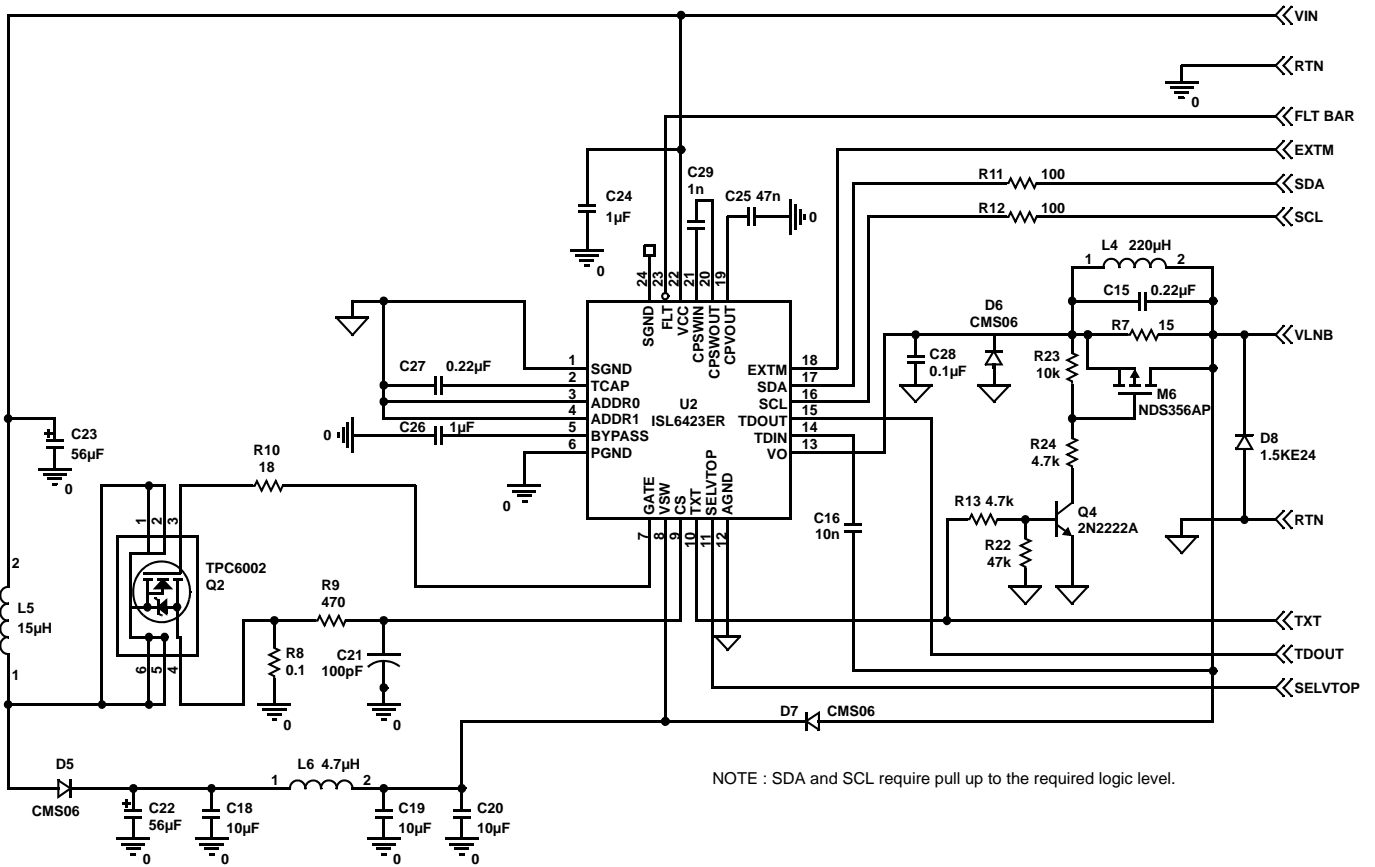 VIN
RTN
0
FLT BAR
EXTM
R11 100
SDA
R12 100
SCL
C24
1µF
0
C29
1n
C25 47n
0
L4 220µH
1 2
C15 0.22µF
R7 15
VLNB
D6
CMS06
C28
0.1µF
R23
10k
M6
NDS356AP
R24
4.7k
D8
1.5KE24
R13 4.7k
R22
47k
Q4
2N2222A
RTN
24 23 22 21 20 19
SGND
FLT
VCC
CPSWIN
CPSWOUT
CPVOUT
1 SGND
2 TCAP
3 ADDR0
4 ADDR1
5 BYPASS
6 PGND
U2
ISL6423ER
EXTM 18
SDA 17
SCL 16
TDOUT 15
TDIN 14
VO 13
GATE
VSW
CS
TXT
SELVTOP
AGND
7 8 9 10 11 12
C27 0.22µF
0 C26 1µF
0
C16
10n
C23
56µF
0
R10
18
1 2 3
TPC6002
Q2
6 5 4
2
L5
15µH
1
R9
470
R8
0.1
0
C21
100pF
0
TXT
TDOUT
SELVTOP
D7 CMS06
D5
CMS06
L6 4.7µH
1 2
C22
56µF
0
C18
10µF
0
C19
10µF
0
C20
10µF
0
NOTE : SDA and SCL require pull up to the required logic level.